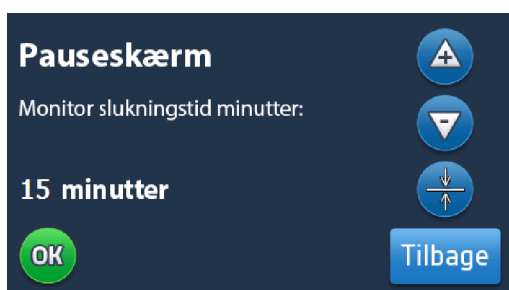 Pauseskærm
Monitor slukningstid minutter:
15 minutter
OK
Tilbage